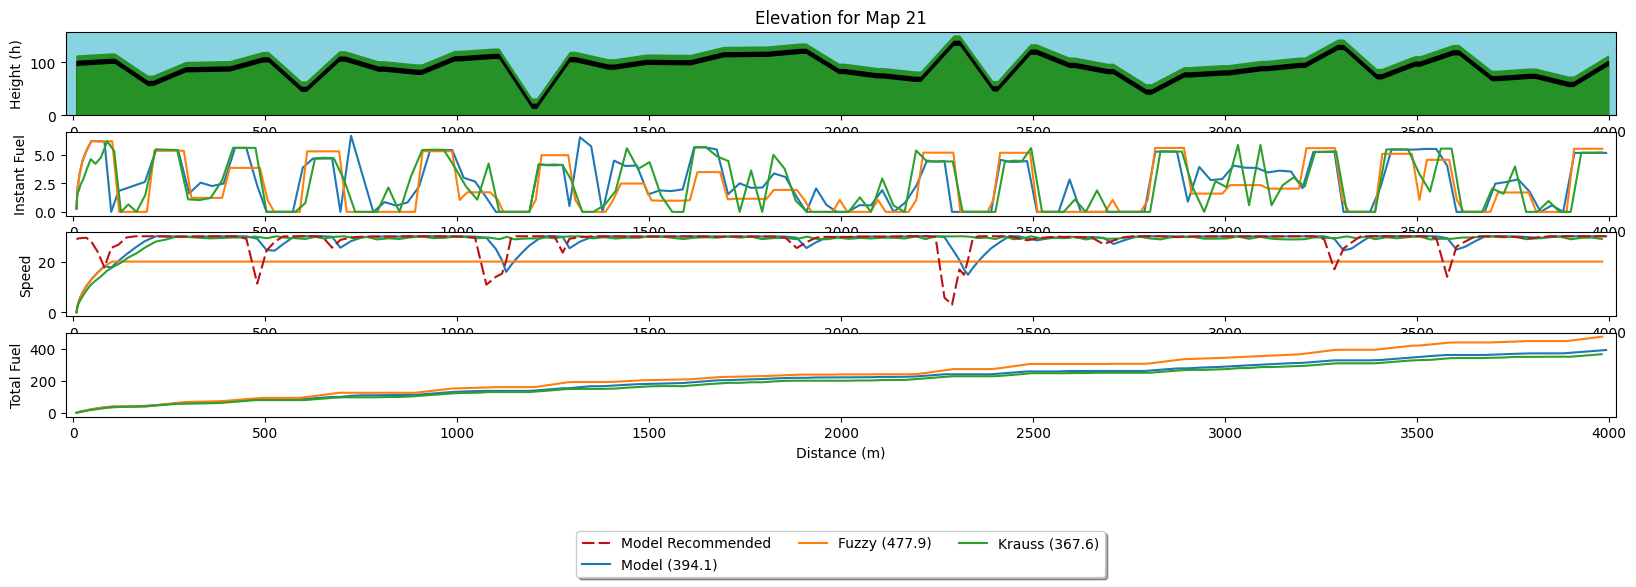 Elevation for Map 21
Height (h)
100
0
0 500 1000 1500 2000 2500 3000 3500 4000
Instant Fuel
5.0
2.5
0.0
0 500 1000 1500 2000 2500 3000 3500 4000
Speed
20
0
0 500 1000 1500 2000 2500 3000 3500 4000
Total Fuel
400
200
0
0 500 1000 1500 2000 2500 3000 3500 4000
Distance (m)
Model Recommended Fuzzy (477.9) Krauss (367.6)
Model (394.1)